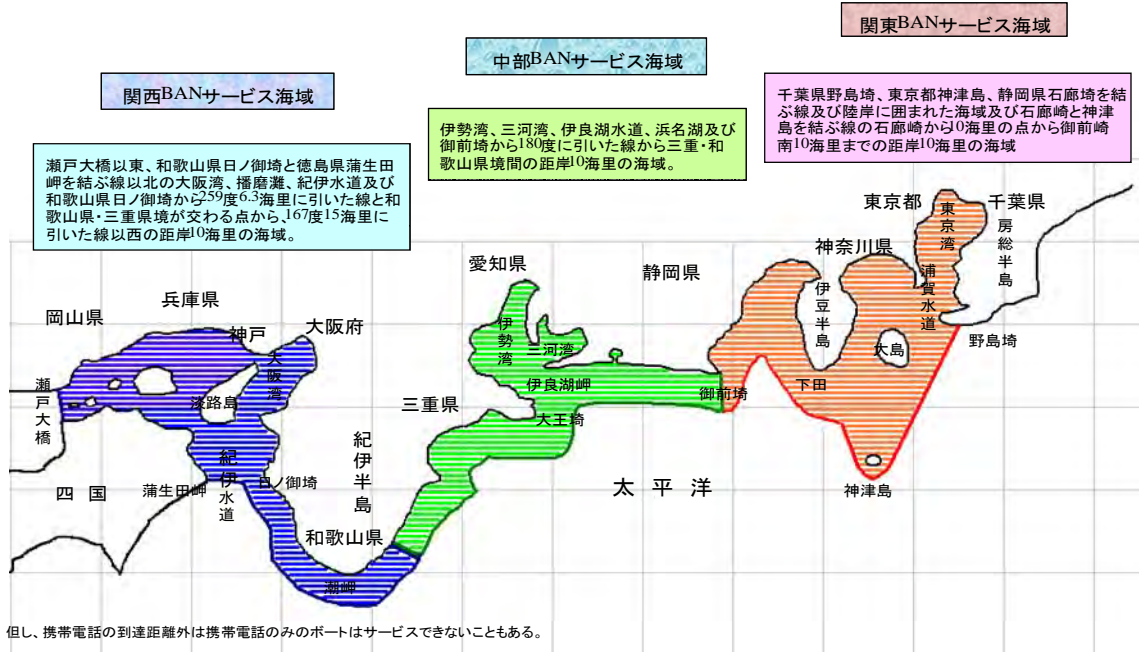 関東BANサービス海域
中部BANサービス海域
関西BANサービス海域
千葉県野島埼、東京都神津島、静岡県石廊埼を結
ぶ線及び陸岸に囲まれた海域及び石廊崎と神津
島を結ぶ線の石廊崎から10海里の点から御前崎
南10海里までの距岸10海里の海域
伊勢湾、三河湾、伊良湖水道、浜名湖及び
御前埼から180度に引いた線から三重・和
歌山県境間の距岸10海里の海域。
瀬戸大橋以東、和歌山県日ノ御埼と徳島県蒲生田
岬を結ぶ線以北の大阪湾、播磨灘、紀伊水道及び
和歌山県日ノ御埼から259度6.3海里に引いた線と和
歌山県・三重県境が交わる点から、167度15海里に
引いた線以西の距岸10海里の海域。
東京都
千葉県
東京湾
房総半島
神奈川県
浦賀水道
愛知県
静岡県
伊豆半島
兵庫県
岡山県
神戸
大阪府
大阪湾
伊勢湾
三河湾
大島
野島埼
瀬戸大橋
淡路島
伊良湖岬
御前埼
下田
三重県
大王埼
紀伊半島
四国
蒲生田岬
紀伊水道
日ノ御埼
太平洋
神津島
和歌山県
潮岬
但し、携帯電話の到達距離外は携帯電話のみのボートはサービスできないこともある。